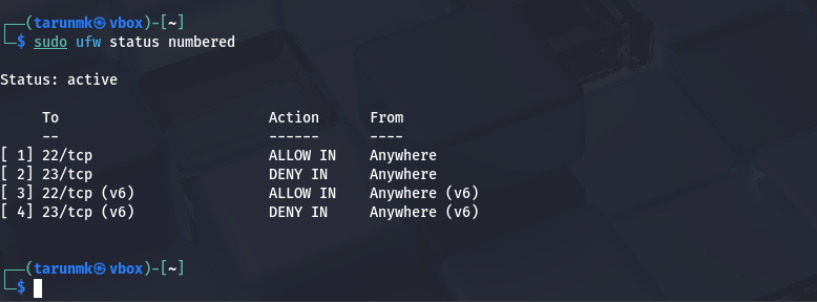 ┌──(tarunmk㉿vbox)-[~]
└─$ sudo ufw status numbered
Status: active
To Action From
-- ------ ----
[ 1] 22/tcp ALLOW IN Anywhere
[ 2] 23/tcp DENY IN Anywhere
[ 3] 22/tcp (v6) ALLOW IN Anywhere (v6)
[ 4] 23/tcp (v6) DENY IN Anywhere (v6)
┌──(tarunmk㉿vbox)-[~]
└─$